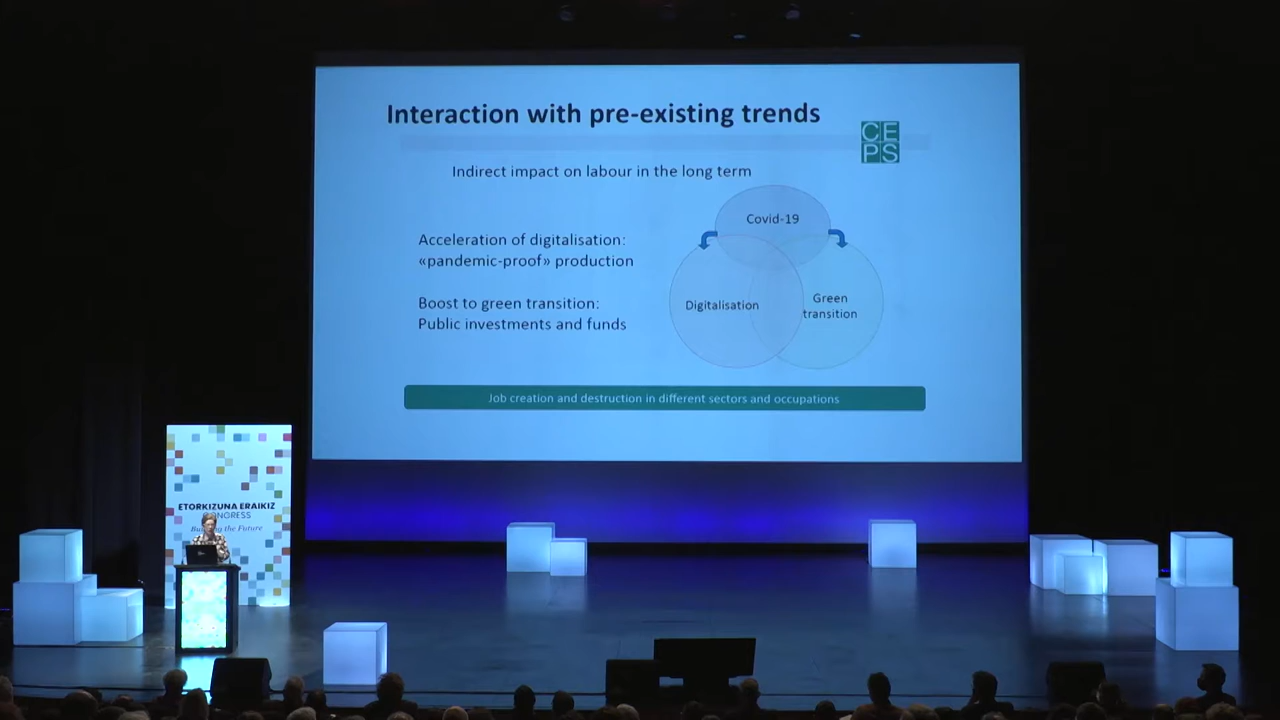 Interaction with pre-existing trends
CE
PS
Indirect impact on labour in the long term
Covid-19
Acceleration of digitalisation:
«pandemic-proof» production
Digitalisation
Green
transition
Boost to green transition:
Public investments and funds
Job creation and destruction in different sectors and occupations
ETORKIZUNA ERAIKIZ
CONGRESS
the Future